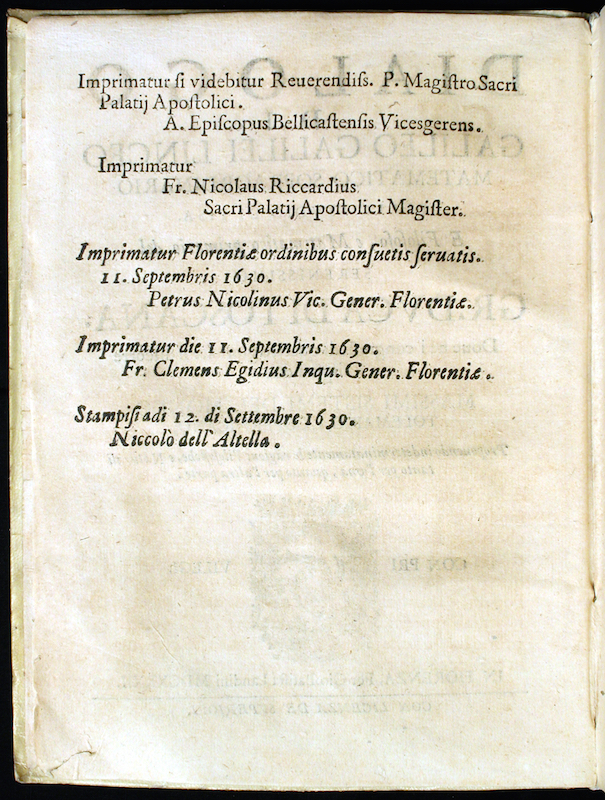 Imprimatur ſi videbitur Reuerendiſs. P. Magiſtro Sacri
Palatij Apoſtolici.
A. Epiſcopus Bellicaſtenſis Vicesgerens.
Imprimatur
Fr. Nicolaus Riccardius
Sacri Palatij Apoſtolici Magiſter.
Imprimatur Florentiæ ordinibus conſuetis ſeruatis.
11. Septembris 1630.
Petrus Nicolinus Vic. Gener. Florentiæ.
Imprimatur die 11. Septembris 1630.
Fr. Clemens Egidius Inqu. Gener. Florentiæ.
Stampiſi adi 12. di Settembre 1630.
Niccolò dell'Altella.